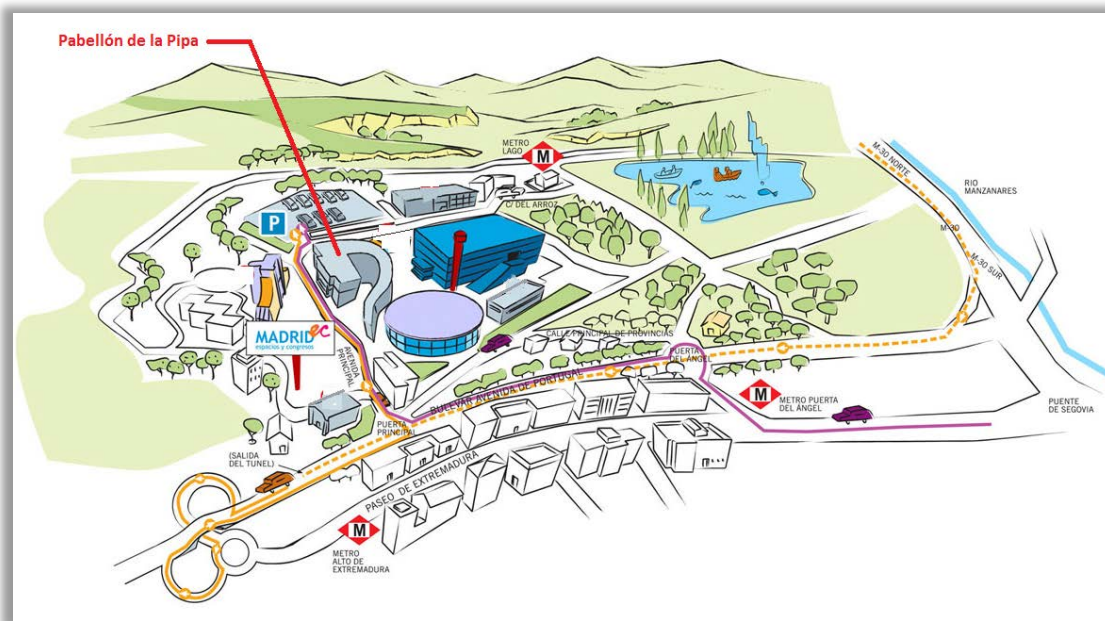 Pabellón de la Pipa
METRO
LAGO
M
M-30 NORTE
RIO
MANZANARES
C/ DEL ARROZ
P
M-30
M-30 SUR
MADRID ec
espacios y congresos
AVENIDA
PRINCIPAL
CALLE PRINCIPAL DE PROVINCIAS
PUERTA
DEL ÁNGEL
BULEVAR AVENIDA DE PORTUGAL
M
METRO PUERTA
DEL ÁNGEL
PUENTE
DE SEGOVIA
PUERTA
PRINCIPAL
(SALIDA
DEL TUNEL)
PASEO DE EXTREMADURA
M
METRO
ALTO DE
EXTREMADURA